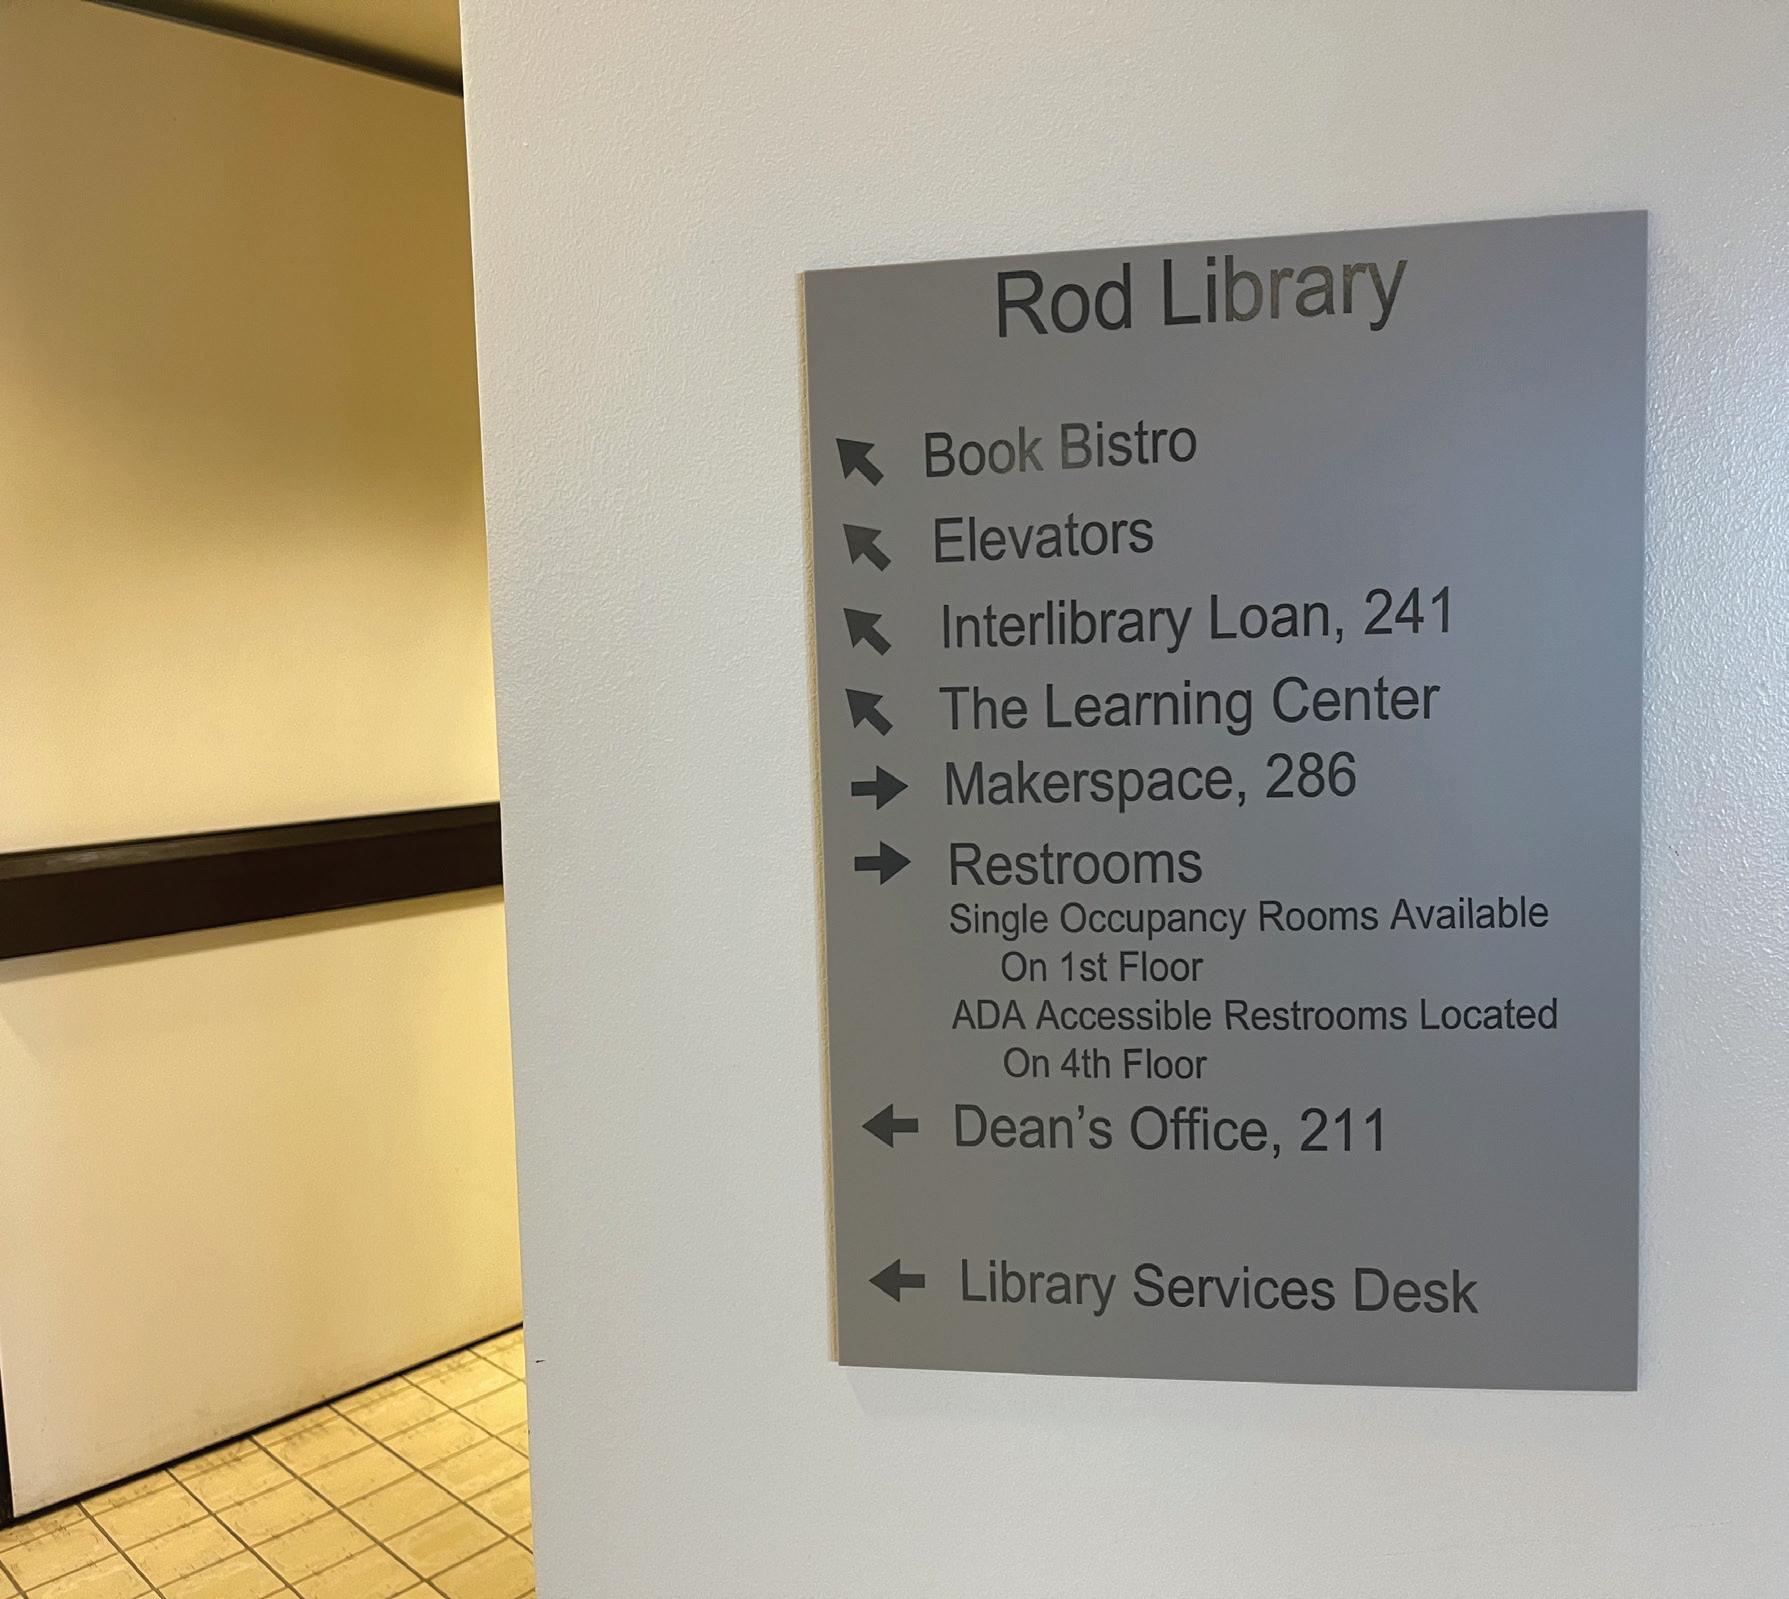 Rod Library
Book Bistro
Elevators
Interlibrary Loan, 241
The Learning Center
Makerspace, 286
Restrooms
Single Occupancy Rooms Available
On 1st Floor
ADA Accessible Restrooms Located
On 4th Floor
Dean’s Office, 211
Library Services Desk